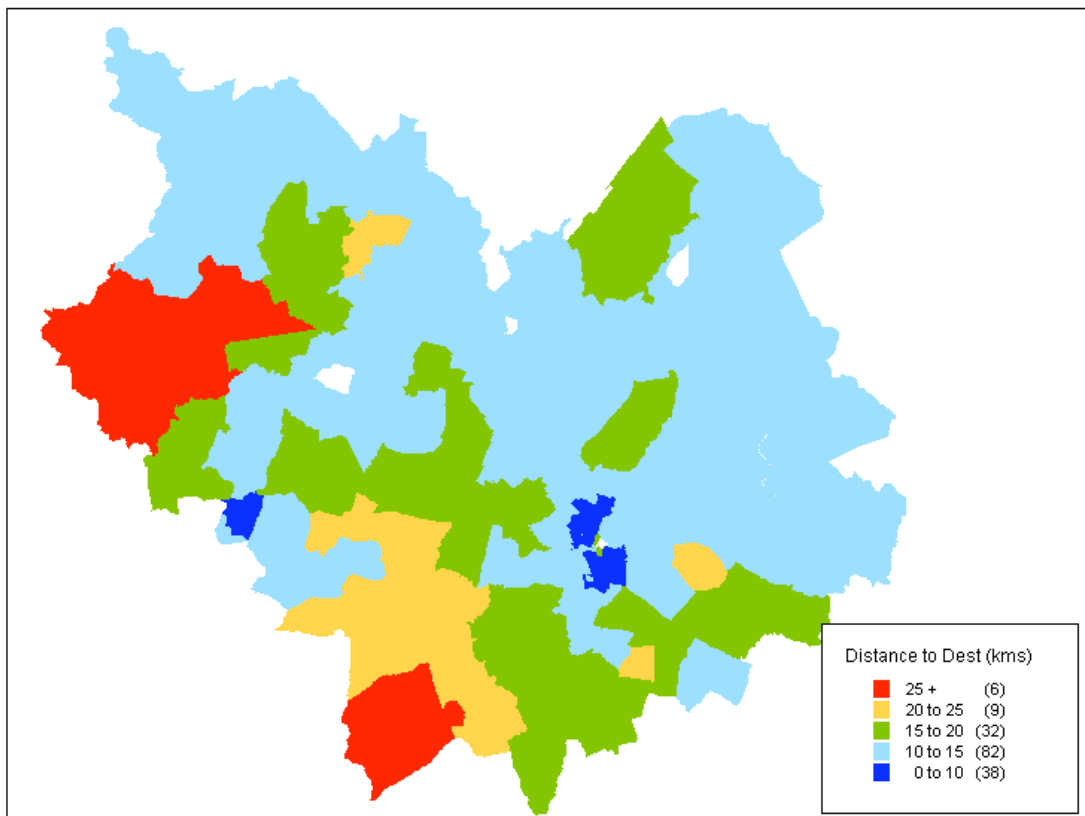 Distance to Dest (kms)
25 + (6)
20 to 25 (9)
15 to 20 (32)
10 to 15 (82)
0 to 10 (38)